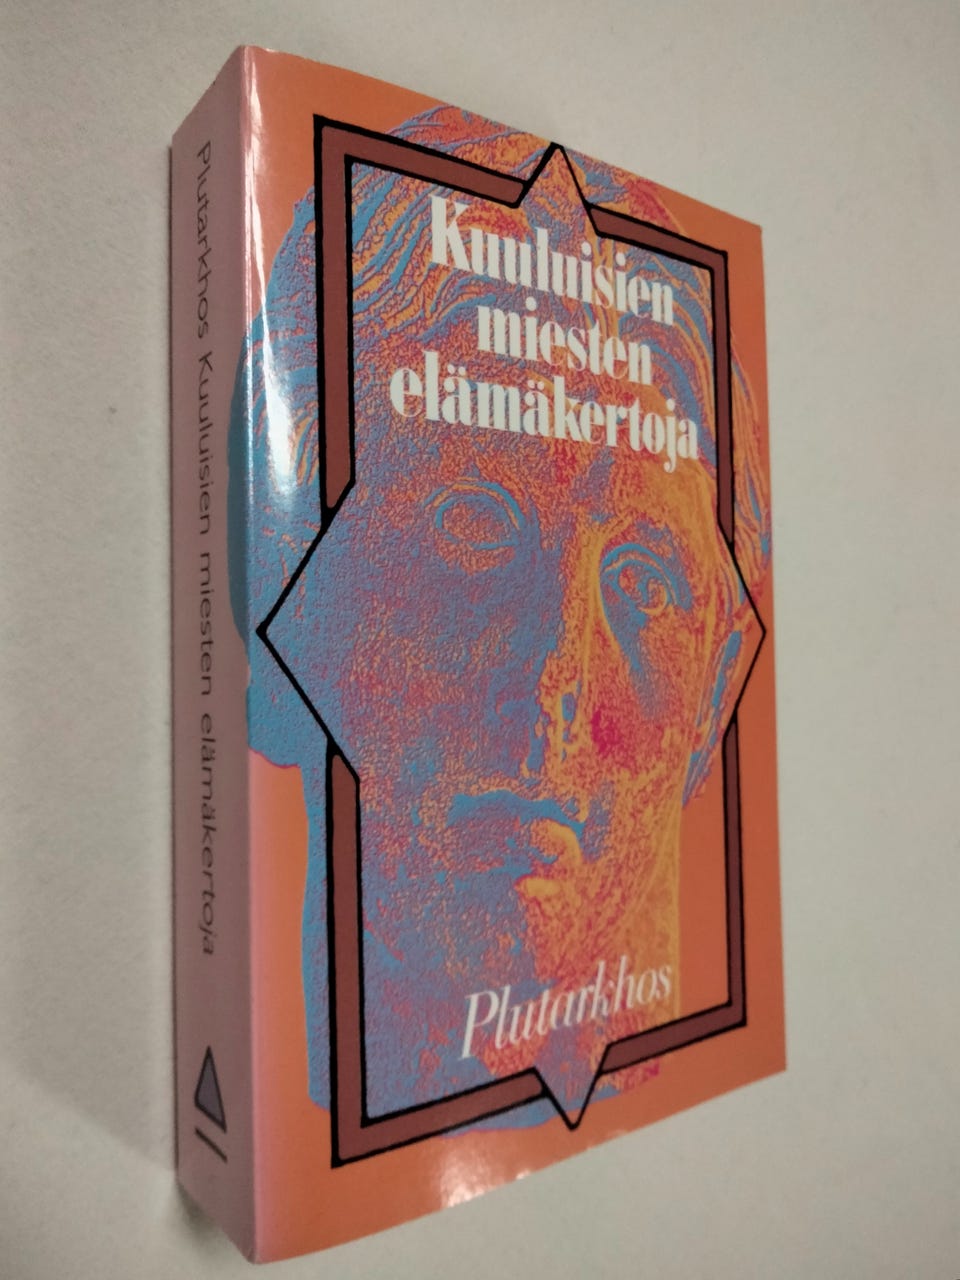 Kuuluisien
miesten
elämäkertoja
Plutarkhos
Plutarkhos Kuuluisien miesten elämäkertoja